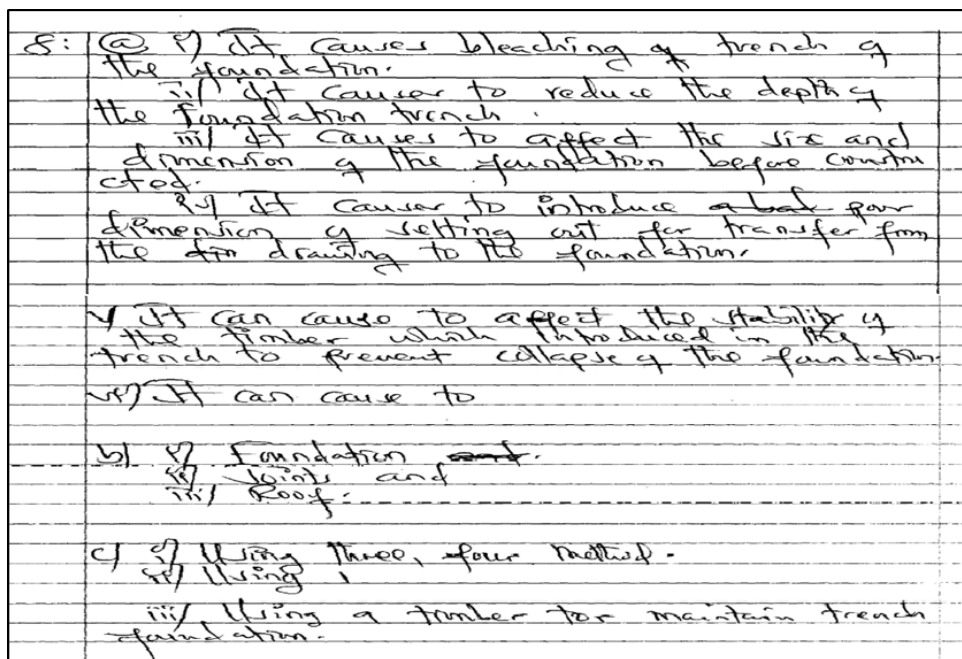 8: (a) i) It causes bleaching of trench of
the foundation.
ii) It causes to reduce the depth of
the foundation trench.
iii) It causes to affect the size and
dimension of the foundation before constru
cted.
iv) It causes to introduce poor
dimension of setting out for transfer from
the drawing to the foundation.
v) It can cause to affect the stability of
the timber which introduced in the
trench to prevent collapse of the foundation.
vi) It can cause to
b) i) Foundation
ii) Joints and
iii) Roof.
c) i) Using three, four method.
ii) Using
iii) Using a timber to maintain trench
foundation.